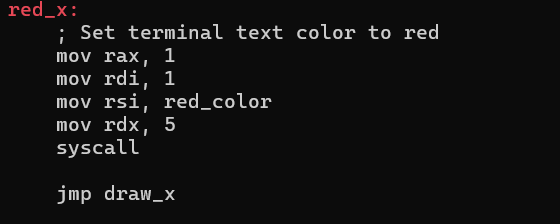 red_x:
    ; Set terminal text color to red
    mov rax, 1
    mov rdi, 1
    mov rsi, red_color
    mov rdx, 5
    syscall

    jmp draw_x